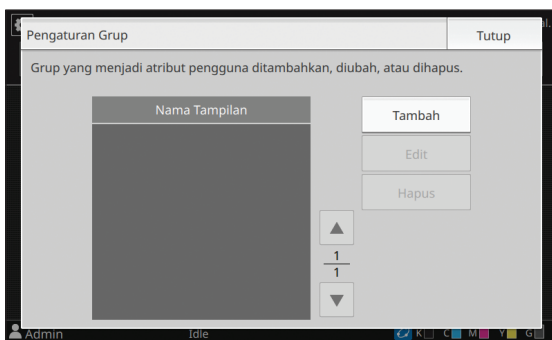 Pengaturan Grup
Tutup
Grup yang menjadi atribut pengguna ditambahkan, diubah, atau dihapus.
Nama Tampilan
Tambah
Edit
Hapus
1
1
Admin
Idle
K
C
M
Y
G